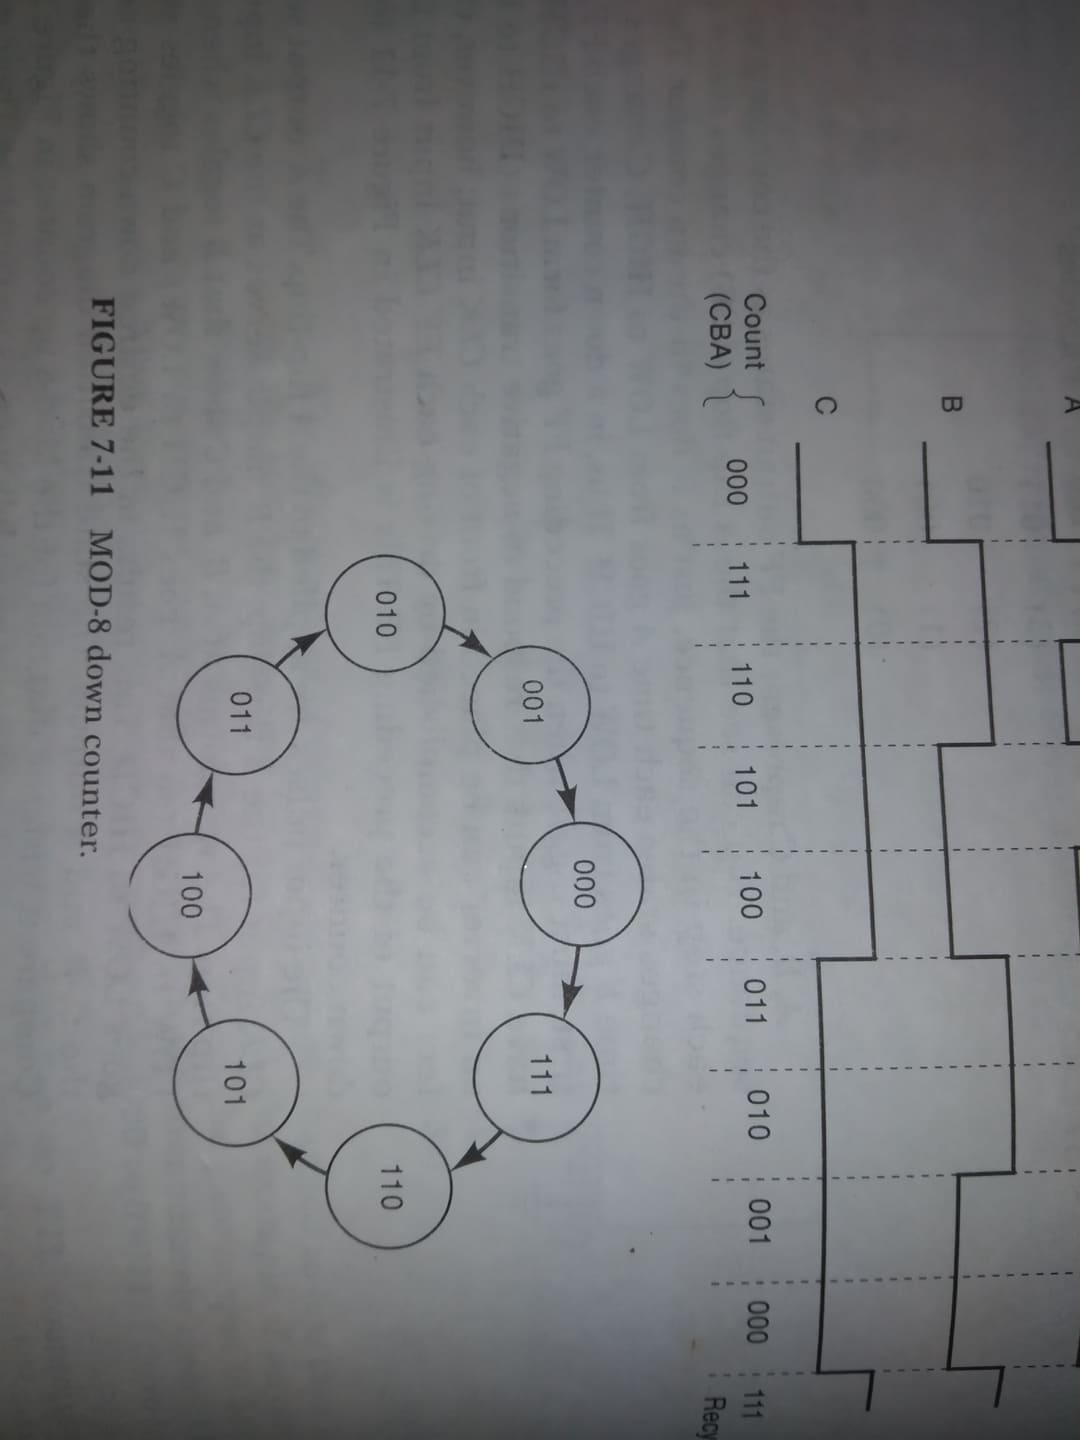 A
B
C
Count
(CBA)
000 111 110 101 100 011 010 001 000 111
Recy
000
001 111
010 110
011 101
100
FIGURE 7-11 MOD-8 down counter.